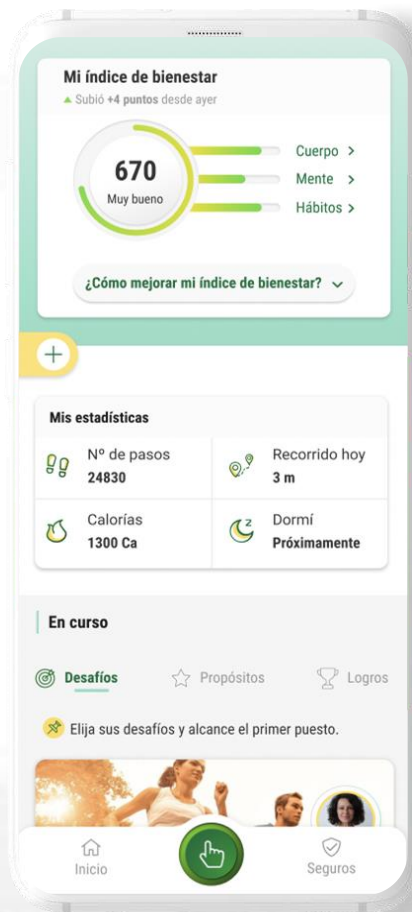 Mi índice de bienestar
Subió +4 puntos desde ayer
670
Muy bueno
Cuerpo
Mente
Hábitos
¿Cómo mejorar mi índice de bienestar?
Mis estadísticas
Nº de pasos
24830
Recorrido hoy
3 m
Calorías
1300 Ca
Dormí
Próximamente
En curso
Desafíos
Propósitos
Logros
Elija sus desafíos y alcance el primer puesto.
Inicio
Seguros